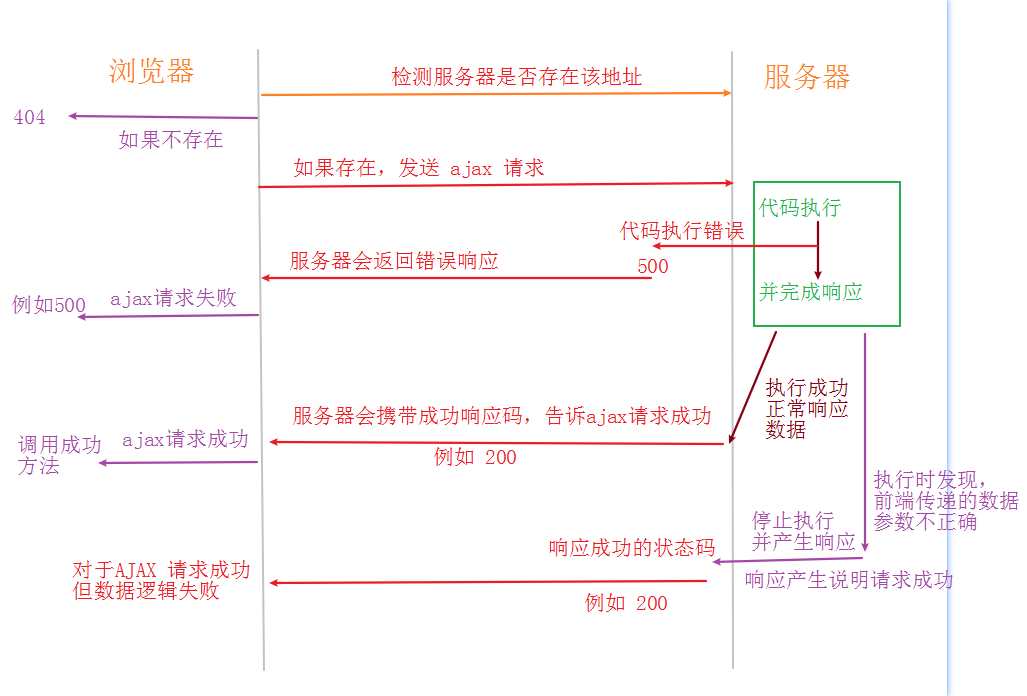 浏览器
检测服务器是否存在该地址
服务器
404
如果不存在
如果存在，发送 ajax 请求
代码执行
代码执行错误
500
服务器会返回错误响应
并完成响应
例如500
ajax请求失败
执行成功
正常响应
数据
服务器会携带成功响应码，告诉ajax请求成功
例如 200
调用成功
方法
ajax请求成功
执行时发现，
前端传递的数据
参数不正确
停止执行
并产生响应
响应成功的状态码
响应产生说明请求成功
对于AJAX 请求成功
但数据逻辑失败
例如 200